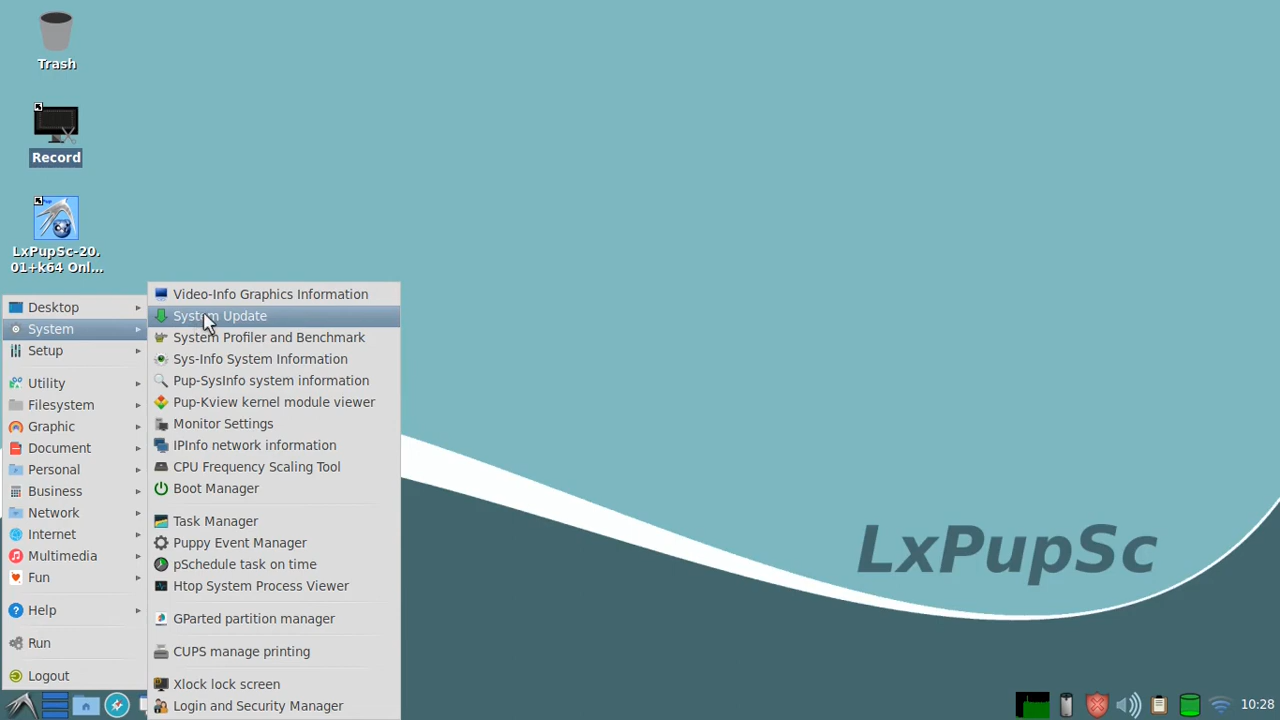 Trash
Record
LxPupSc-20.
01+k64 Onl...
Desktop
System
Setup
Utility
Filesystem
Graphic
Document
Personal
Business
Network
Internet
Multimedia
Fun
Help
Run
Logout
Video-Info Graphics Information
System Update
System Profiler and Benchmark
Sys-Info System Information
Pup-SysInfo system information
Pup-Kview kernel module viewer
Monitor Settings
IPInfo network information
CPU Frequency Scaling Tool
Boot Manager
Task Manager
Puppy Event Manager
pSchedule task on time
Htop System Process Viewer
GParted partition manager
CUPS manage printing
Xlock lock screen
Login and Security Manager
LxPupSc
10:28